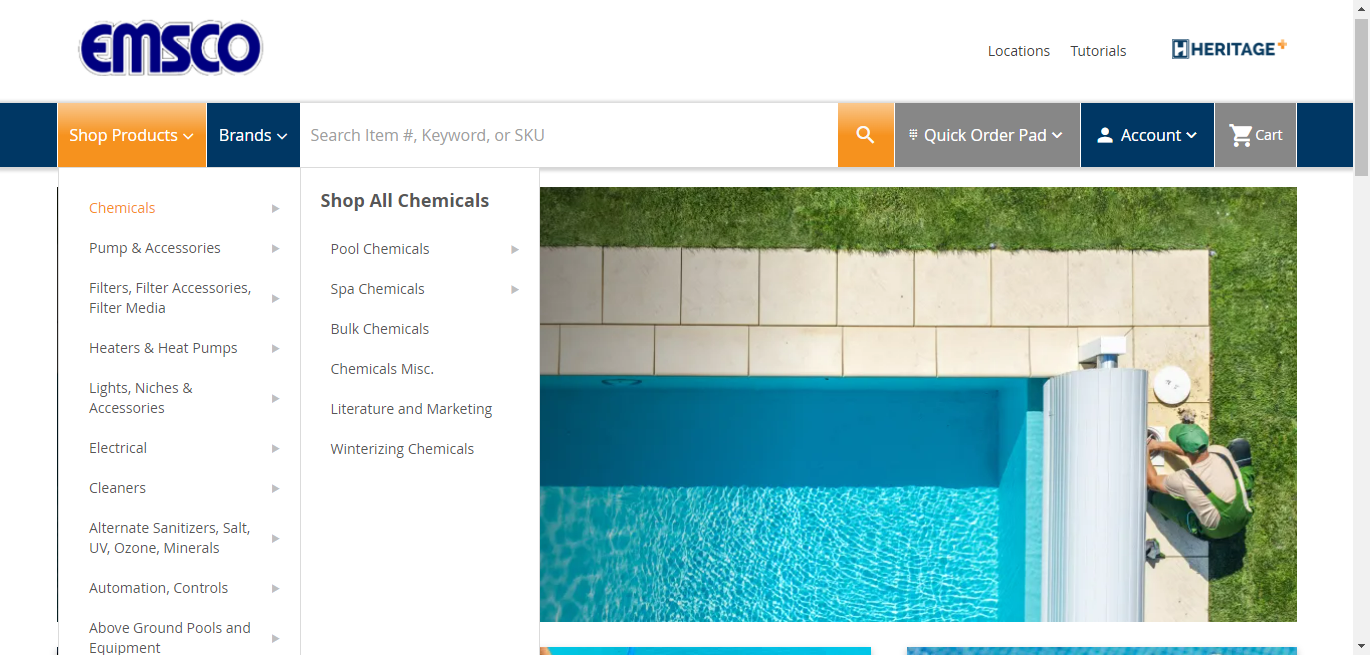 EMSCO
Locations
Tutorials
HERITAGE+
Shop Products
Brands
Search Item #, Keyword, or SKU
Quick Order Pad
Account
Cart
Chemicals
Pump & Accessories
Filters, Filter Accessories,
Filter Media
Heaters & Heat Pumps
Lights, Niches &
Accessories
Electrical
Cleaners
Alternate Sanitizers, Salt,
UV, Ozone, Minerals
Automation, Controls
Above Ground Pools and
Equipment
Shop All Chemicals
Pool Chemicals
Spa Chemicals
Bulk Chemicals
Chemicals Misc.
Literature and Marketing
Winterizing Chemicals